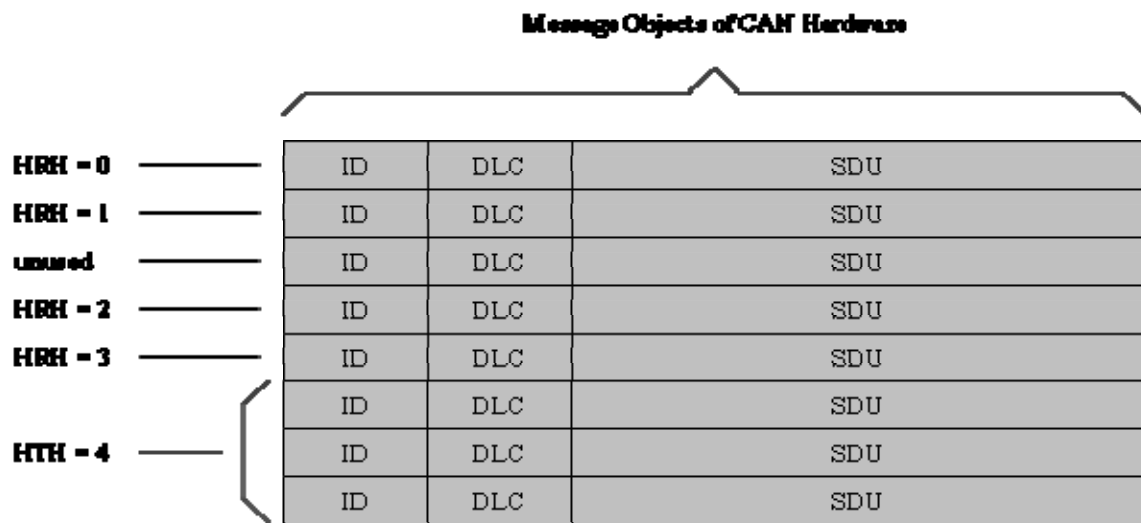 Message Objects of CAN Hardware
HRH = 0 ID DLC SDU
HRH = 1 ID DLC SDU
unused ID DLC SDU
HRH = 2 ID DLC SDU
HRH = 3 ID DLC SDU
ID DLC SDU
HTH = 4 ID DLC SDU
ID DLC SDU